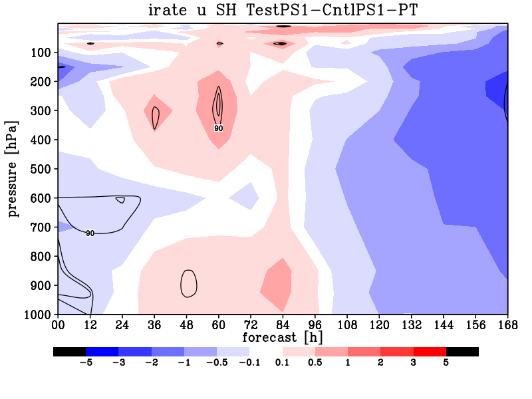 irate u SH TestPS1-CntlPS1-PT
pressure [hPa]
100
200
300
400
500
600
700
800
900
1000
90
90
00 12 24 36 48 60 72 84 96 108 120 132 144 156 168
forecast [h]
-5 -3 -2 -1 -0.5 -0.1 0.1 0.5 1 2 3 5